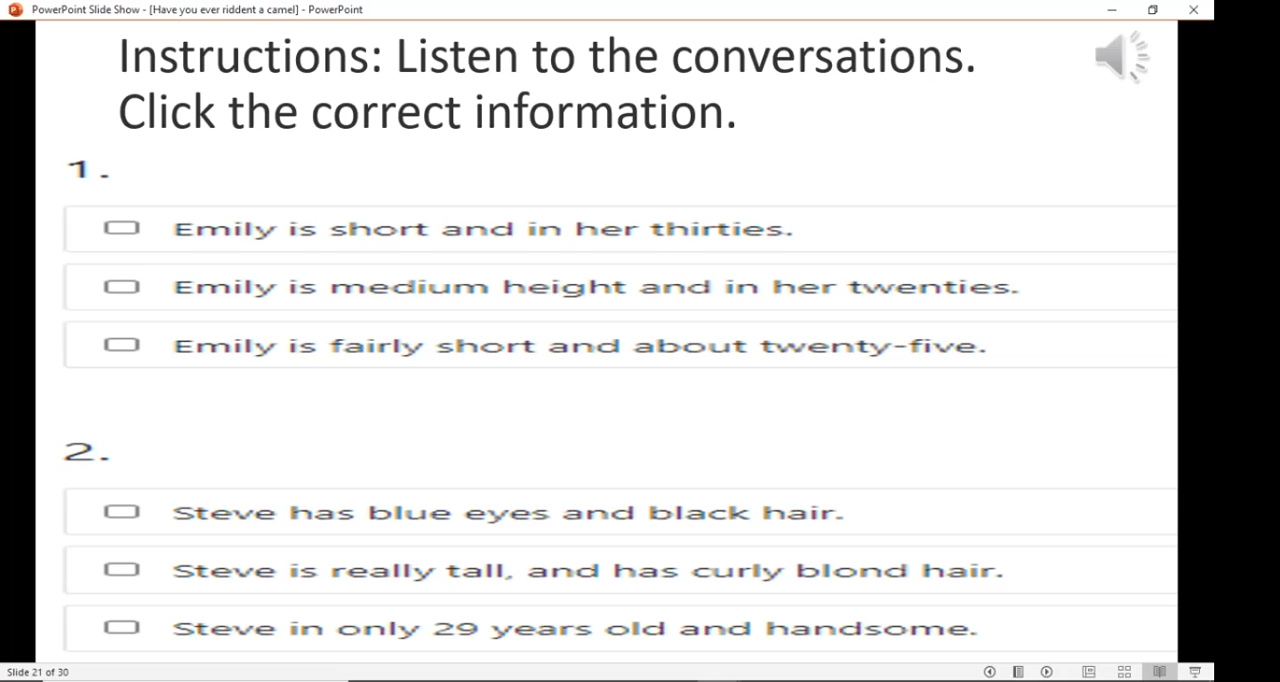 PowerPoint Slide Show - [Have you ever riddent a camel] - PowerPoint
Instructions: Listen to the conversations.
Click the correct information.
1.
Emily is short and in her thirties.
Emily is medium height and in her twenties.
Emily is fairly short and about twenty-five.
2.
Steve has blue eyes and black hair.
Steve is really tall, and has curly blond hair.
Steve in only 29 years old and handsome.
Slide 21 of 30